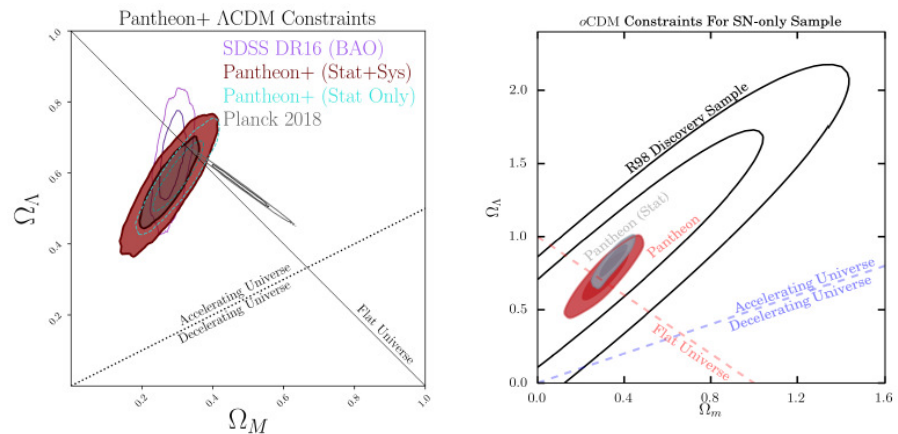 Pantheon+ ΛCDM Constraints
SDSS DR16 (BAO)
Pantheon+ (Stat+Sys)
Pantheon+ (Stat Only)
Planck 2018
Accelerating Universe
Decelerating Universe
Flat Universe
1.0
0.8
0.6
0.4
0.2
0.2
0.4
0.6
0.8
1.0
Ω_Λ
Ω_M
oCDM Constraints For SN-only Sample
R98 Discovery Sample
Pantheon (Stat)
Pantheon
Accelerating Universe
Decelerating Universe
Flat Universe
2.0
1.5
1.0
0.5
0.0
0.0
0.4
0.8
1.2
1.6
Ω_Λ
Ω_m